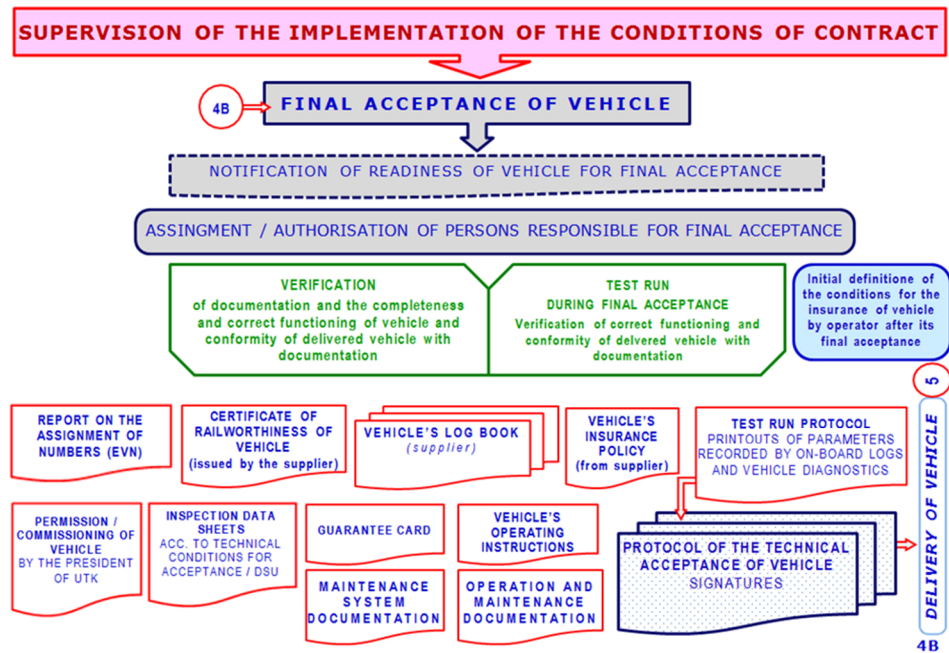 SUPERVISION OF THE IMPLEMENTATION OF THE CONDITIONS OF CONTRACT
4B
FINAL ACCEPTANCE OF VEHICLE
NOTIFICATION OF READINESS OF VEHICLE FOR FINAL ACCEPTANCE
ASSINGMENT / AUTHORISATION OF PERSONS RESPONSIBLE FOR FINAL ACCEPTANCE
VERIFICATION
of documentation and the completeness
and correct functioning of vehicle and
conformity of delivered vehicle with
documentation
TEST RUN
DURING FINAL ACCEPTANCE
Verification of correct functioning and
conformity of delvered vehicle with
documentation
Initial definitione of
the conditions for the
insurance of vehicle
by operator after its
final acceptance
5
REPORT ON THE
ASSIGNMENT OF
NUMBERS (EVN)
CERTIFICATE OF
RAILWORTHINESS OF
VEHICLE
(issued by the supplier)
VEHICLE'S LOG BOOK
(supplier)
VEHICLE'S
INSURANCE
POLICY
(from supplier)
TEST RUN PROTOCOL
PRINTOUTS OF PARAMETERS
RECORDED BY ON-BOARD LOGS
AND VEHICLE DIAGNOSTICS
PERMISSION /
COMMISSIONING OF
VEHICLE
BY THE PRESIDENT
OF UTK
INSPECTION DATA
SHEETS
ACC. TO TECHNICAL
CONDITIONS FOR
ACCEPTANCE / DSU
GUARANTEE CARD
VEHICLE'S
OPERATING
INSTRUCTIONS
MAINTENANCE
SYSTEM
DOCUMENTATION
OPERATION AND
MAINTENANCE
DOCUMENTATION
PROTOCOL OF THE TECHNICAL
ACCEPTANCE OF VEHICLE
SIGNATURES
DELIVERY OF VEHICLE
4B